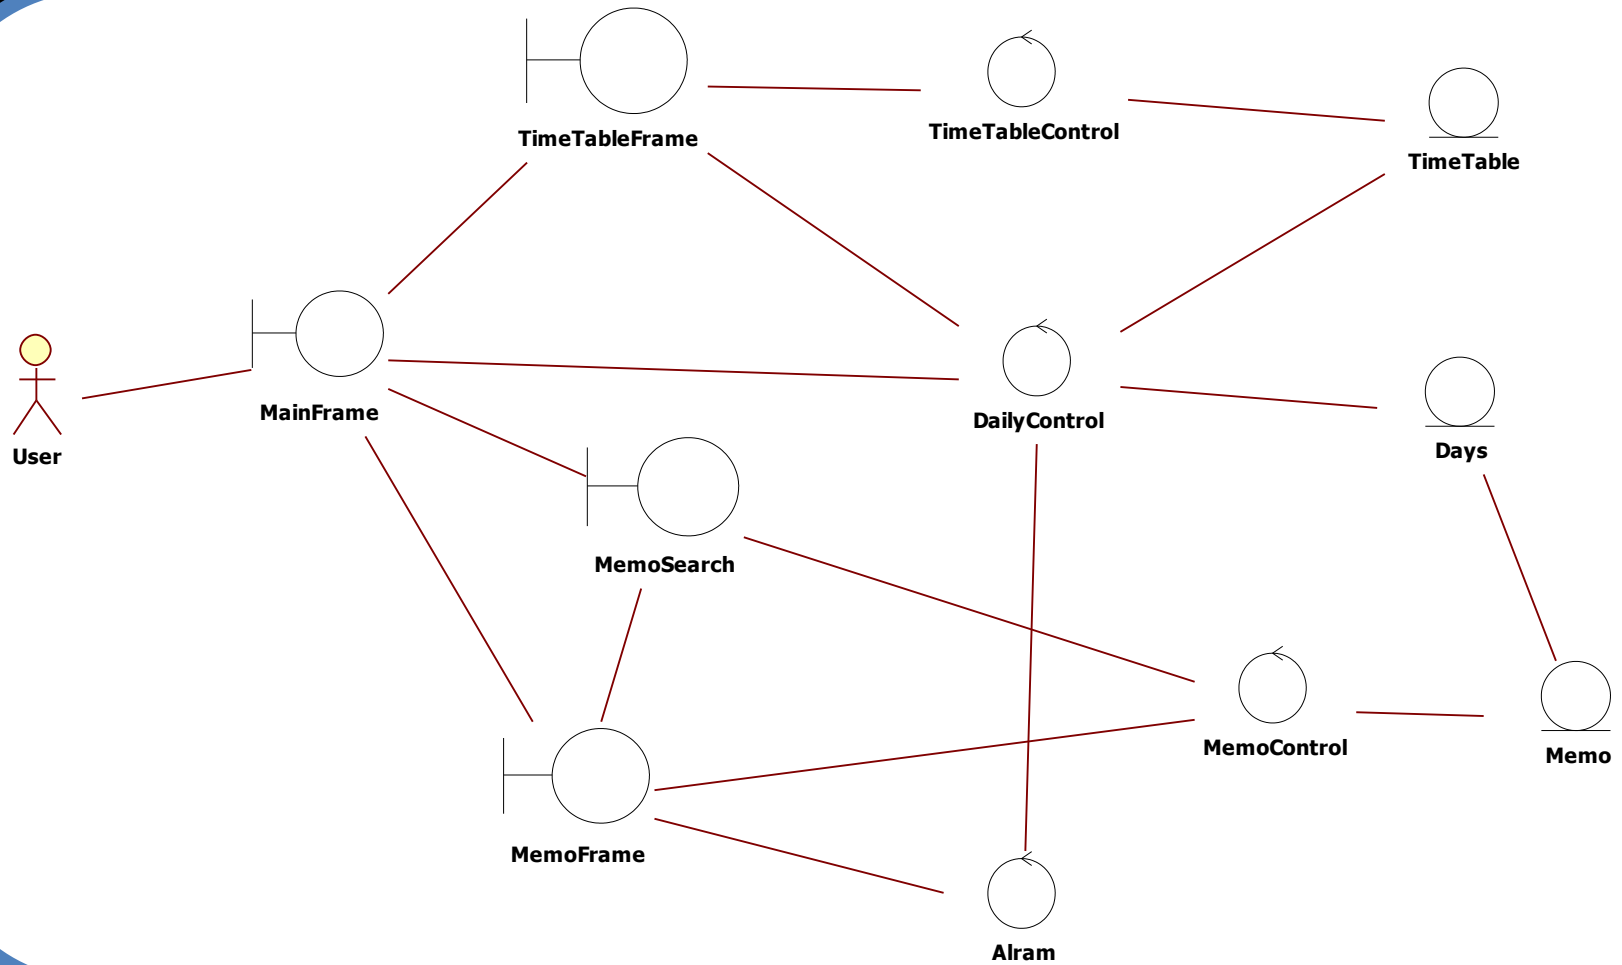 TimeTableFrame
TimeTableControl
TimeTable
MainFrame
DailyControl
User
Days
MemoSearch
MemoControl
Memo
MemoFrame
Alram